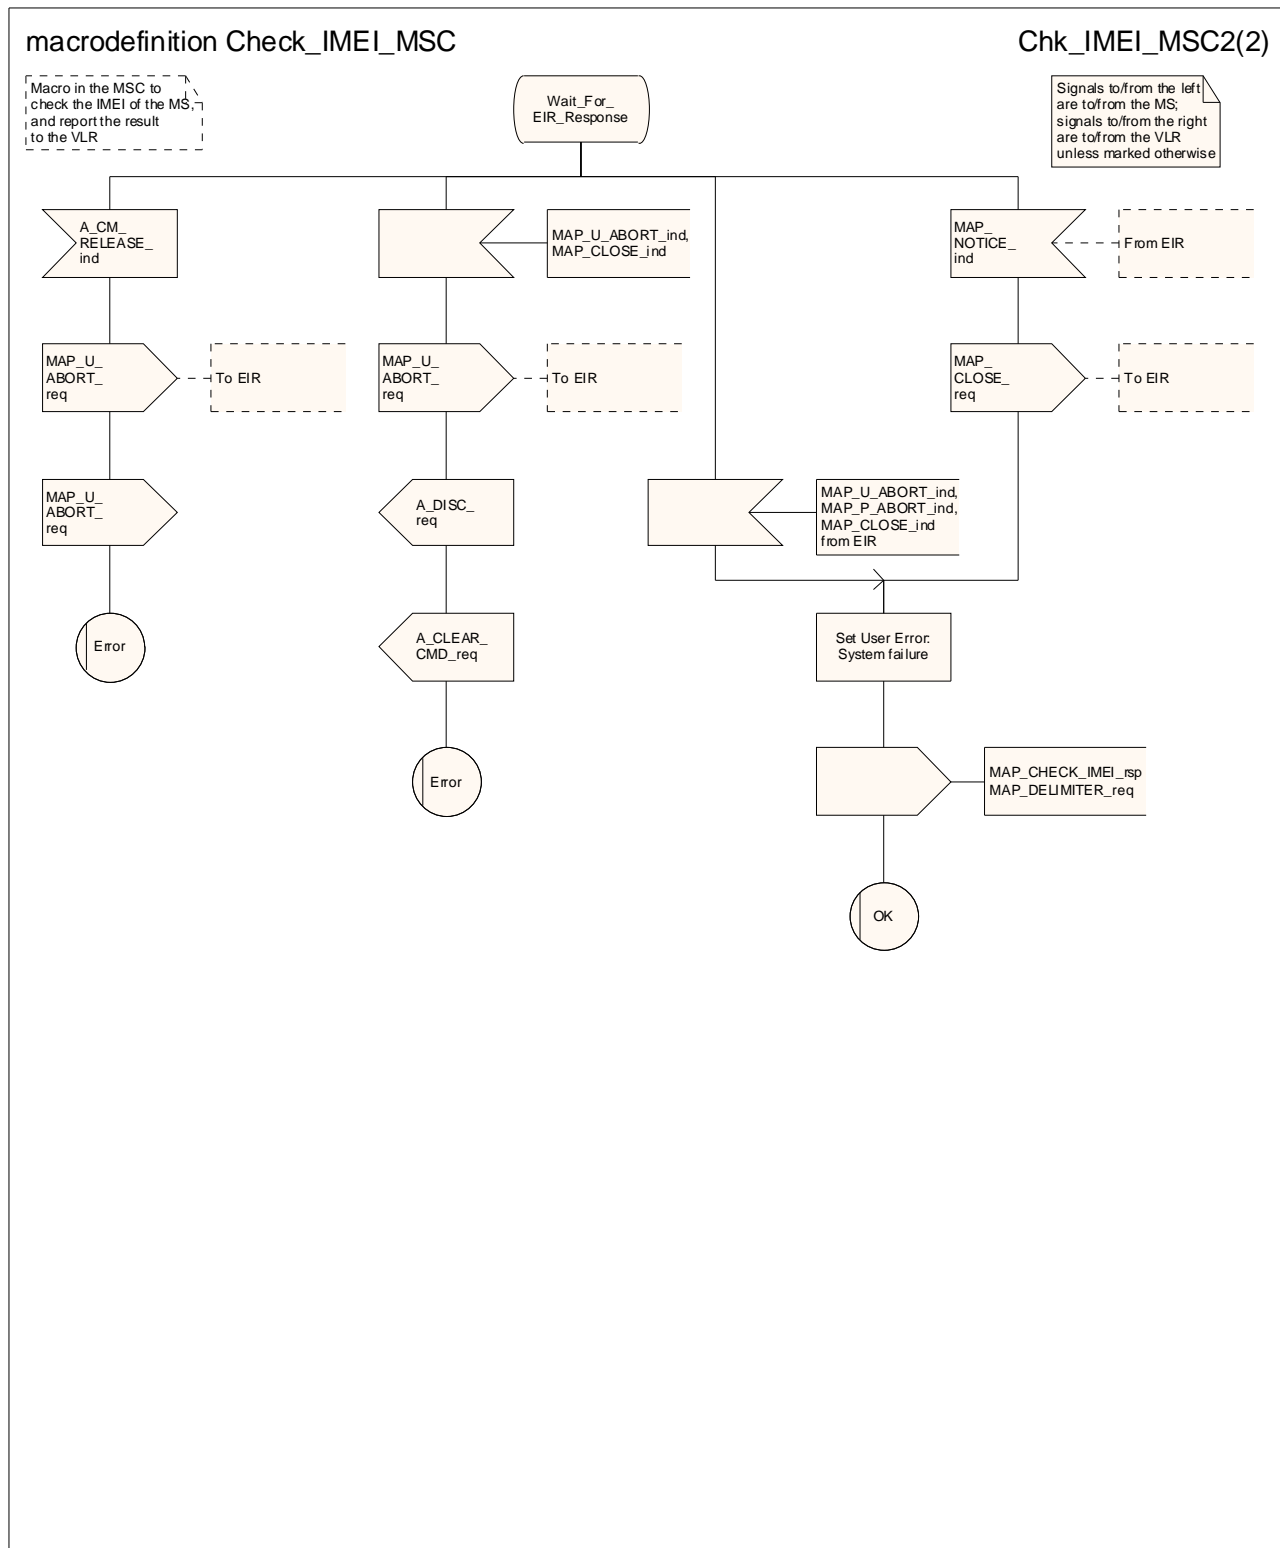 macrodefinition Check_IMEI_MSC
Chk_IMEI_MSC2(2)
Macro in the MSC to
check the IMEI of the MS,
and report the result
to the VLR
Wait_For_
EIR_Response
Signals to/from the left
are to/from the MS;
signals to/from the right
are to/from the VLR
unless marked otherwise
A_CM_
RELEASE_
ind
MAP_U_ABORT_ind,
MAP_CLOSE_ind
MAP_
NOTICE_
ind
From EIR
MAP_U_
ABORT_
req
To EIR
MAP_U_
ABORT_
req
To EIR
MAP_
CLOSE_
req
To EIR
MAP_U_
ABORT_
req
A_DISC_
req
MAP_U_ABORT_ind,
MAP_P_ABORT_ind,
MAP_CLOSE_ind
from EIR
Error
A_CLEAR_
CMD_req
Set User Error:
System failure
Error
MAP_CHECK_IMEI_rsp
MAP_DELIMITER_req
OK